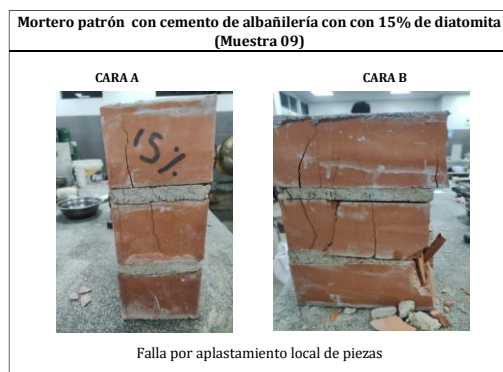 Mortero patrón con cemento de albañilería con con 15% de diatomita
(Muestra 09)
CARA A
CARA B
15%
Falla por aplastamiento local de piezas